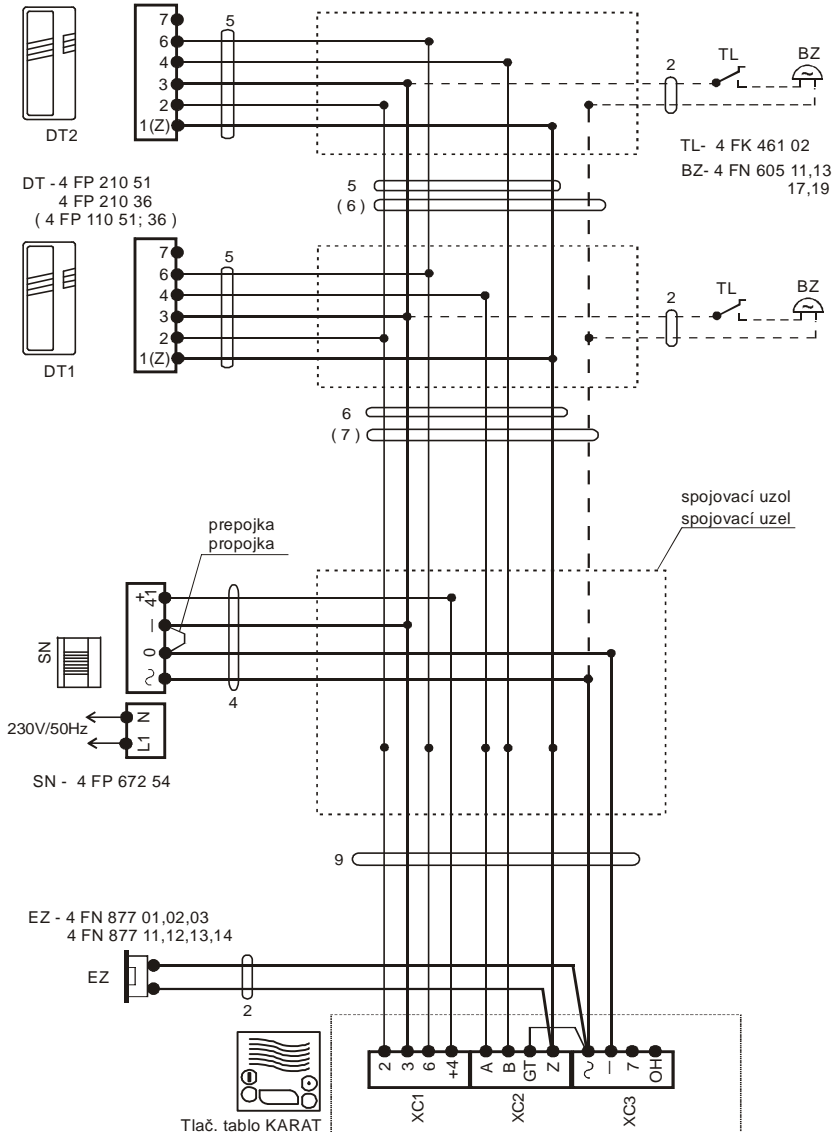 7
6
4
3
2
1(Z)
5
DT2
2
TL
BZ
TL- 4 FK 461 02
BZ- 4 FN 605 11,13
17,19
DT - 4 FP 210 51
4 FP 210 36
( 4 FP 110 51; 36 )
5
( 6 )
7
6
4
3
2
1(Z)
5
DT1
2
TL
BZ
6
( 7 )
spojovací uzol
spojovací uzel
prepojka
propojka
+
41
–
0
~
SN
4
230V/50Hz
N
L1
SN - 4 FP 672 54
9
EZ - 4 FN 877 01,02,03
4 FN 877 11,12,13,14
EZ
2
2
3
6
+4
A
B
GT
Z
~
–
7
OH
XC1
XC2
XC3
Tlač. tablo KARAT